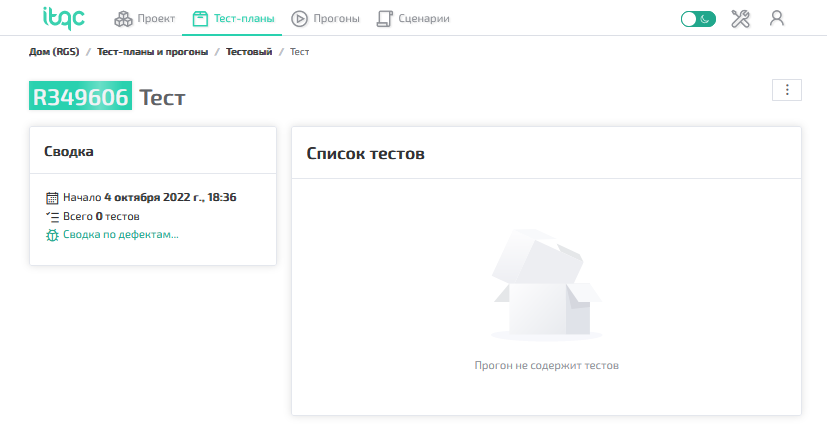 itqc Проект Тест-планы Прогоны Сценарии
Дом (RGS) / Тест-планы и прогоны / Тестовый / Тест
R349606 Тест
Сводка
Начало 4 октября 2022 г., 18:36
Всего 0 тестов
Сводка по дефектам...
Список тестов
Прогон не содержит тестов